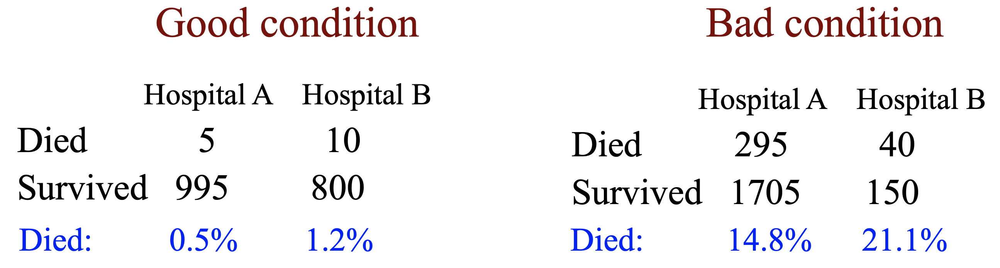 Good condition
Hospital A Hospital B
Died 5 10
Survived 995 800
Died: 0.5% 1.2%
Bad condition
Hospital A Hospital B
Died 295 40
Survived 1705 150
Died: 14.8% 21.1%